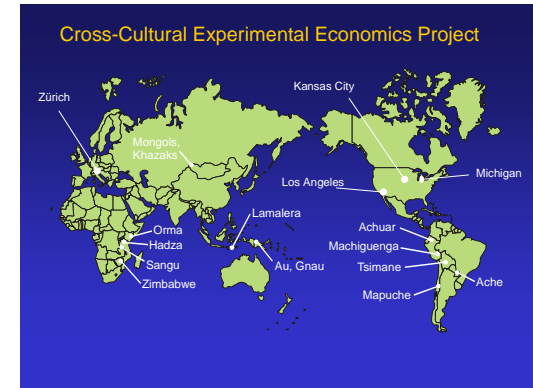 Cross-Cultural Experimental Economics Project
Kansas City
Zürich
Mongols,
Khazaks
Michigan
Los Angeles
Lamalera
Orma
Hadza
Sangu
Zimbabwe
Au, Gnau
Achuar
Machiguenga
Tsimane
Ache
Mapuche